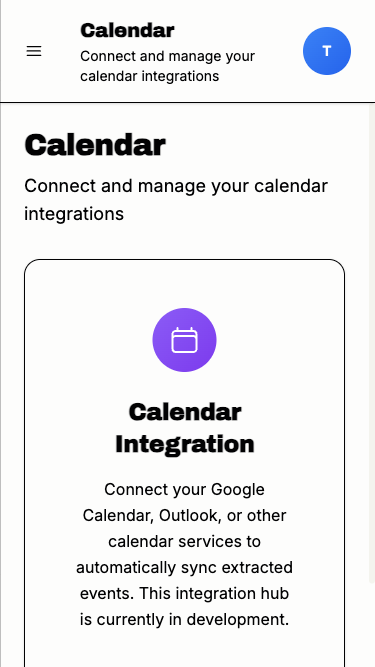 Calendar
Connect and manage your
calendar integrations
T
Calendar
Connect and manage your calendar
integrations
Calendar
Integration
Connect your Google
Calendar, Outlook, or other
calendar services to
automatically sync extracted
events. This integration hub
is currently in development.